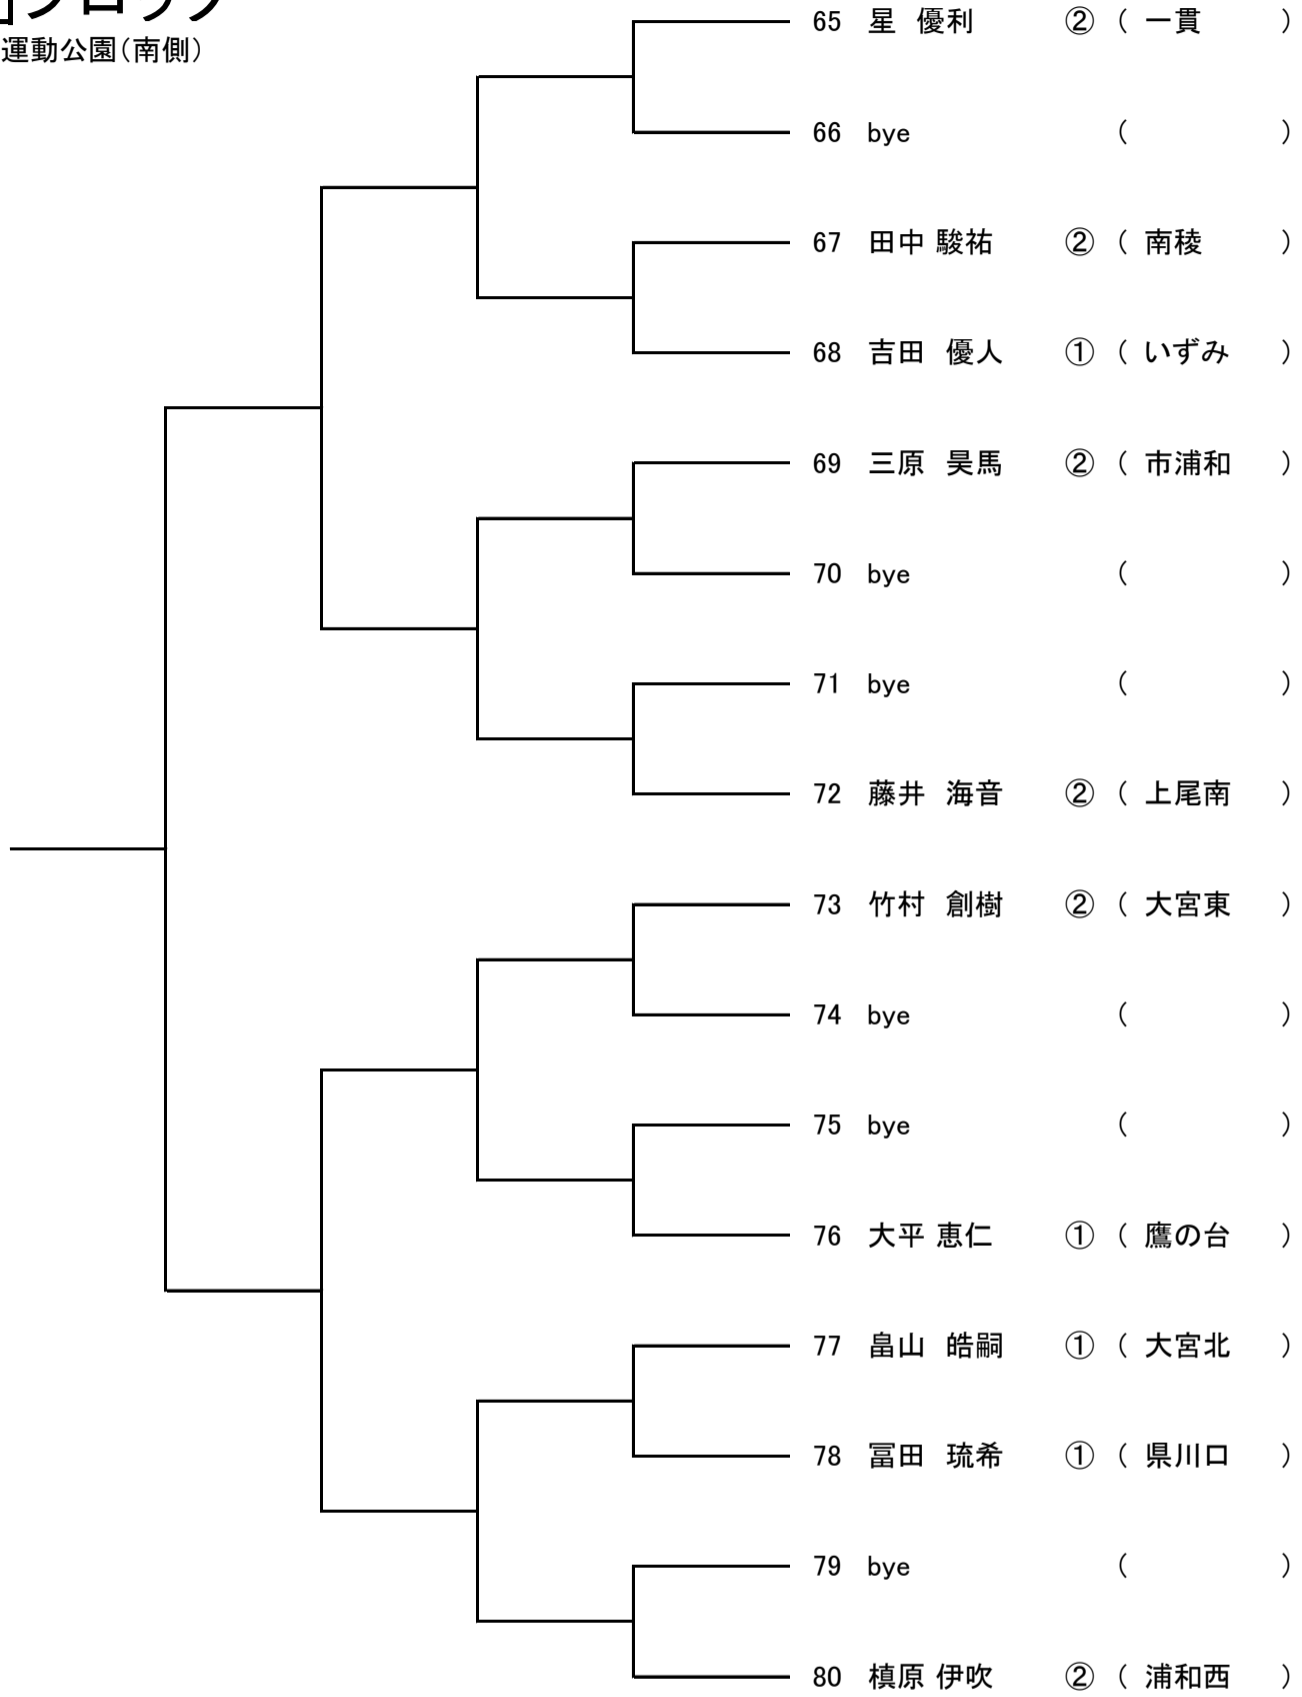 ブロック
運動公園(南側)
65 星 優利 ② ( 一貫 )
66 bye ( )
67 田中 駿祐 ② ( 南稜 )
68 吉田 優人 ① ( いずみ )
69 三原 昊馬 ② ( 市浦和 )
70 bye ( )
71 bye ( )
72 藤井 海音 ② ( 上尾南 )
73 竹村 創樹 ② ( 大宮東 )
74 bye ( )
75 bye ( )
76 大平 恵仁 ① ( 鷹の台 )
77 畠山 皓嗣 ① ( 大宮北 )
78 冨田 琉希 ① ( 県川口 )
79 bye ( )
80 槙原 伊吹 ② ( 浦和西 )